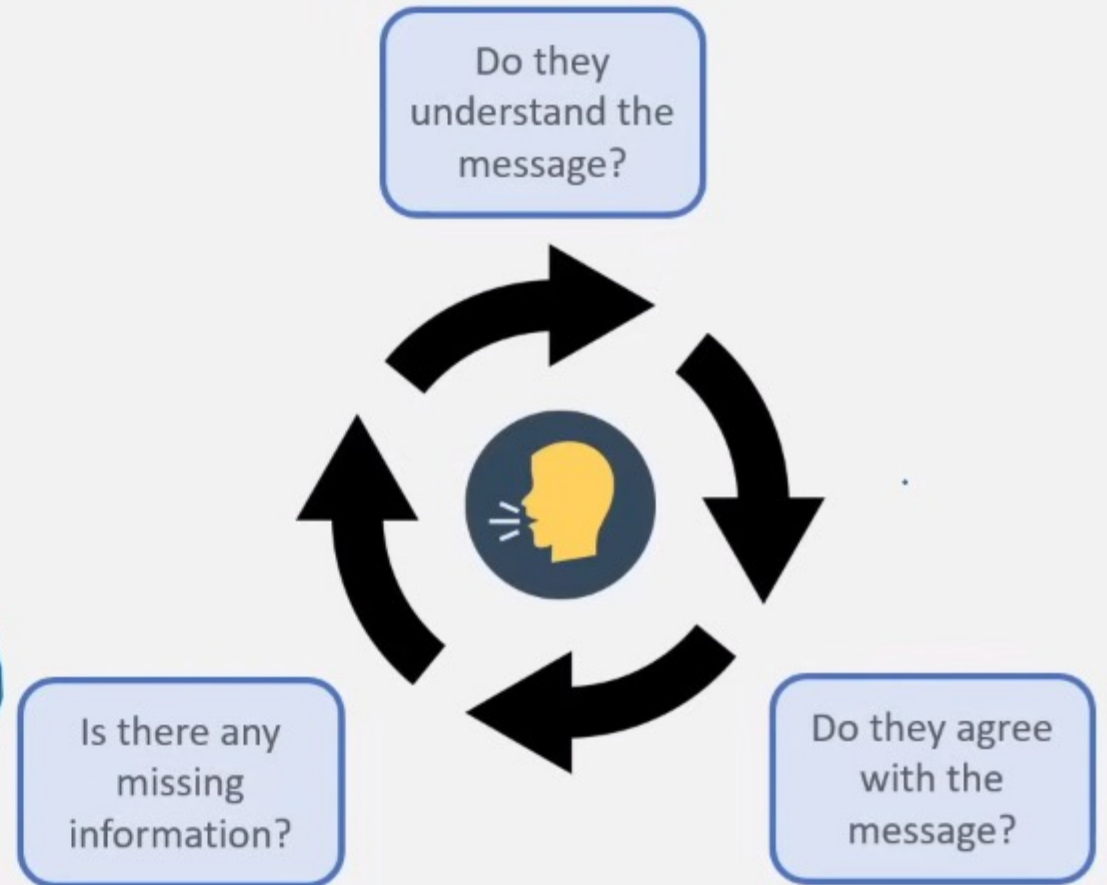 Do they
understand the
message?
Is there any
missing
information?
Do they agree
with the
message?